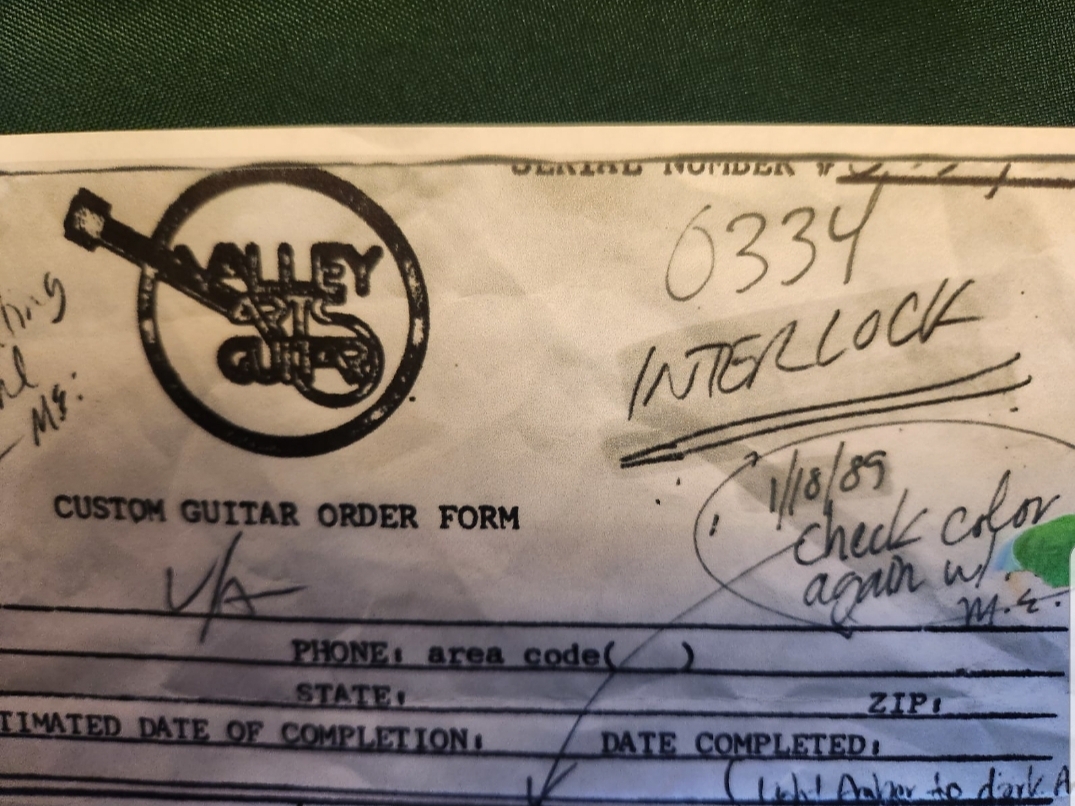 SERIAL NUMBER #
0334
VALLEY
ARTS
GUITAR
INTERLOCK
M.E.
1/18/89
check color
again w/
M.E.
CUSTOM GUITAR ORDER FORM
V/A
PHONE: area code( )
STATE: ZIP:
TIMATED DATE OF COMPLETION: DATE COMPLETED:
(Light Amber to dark A